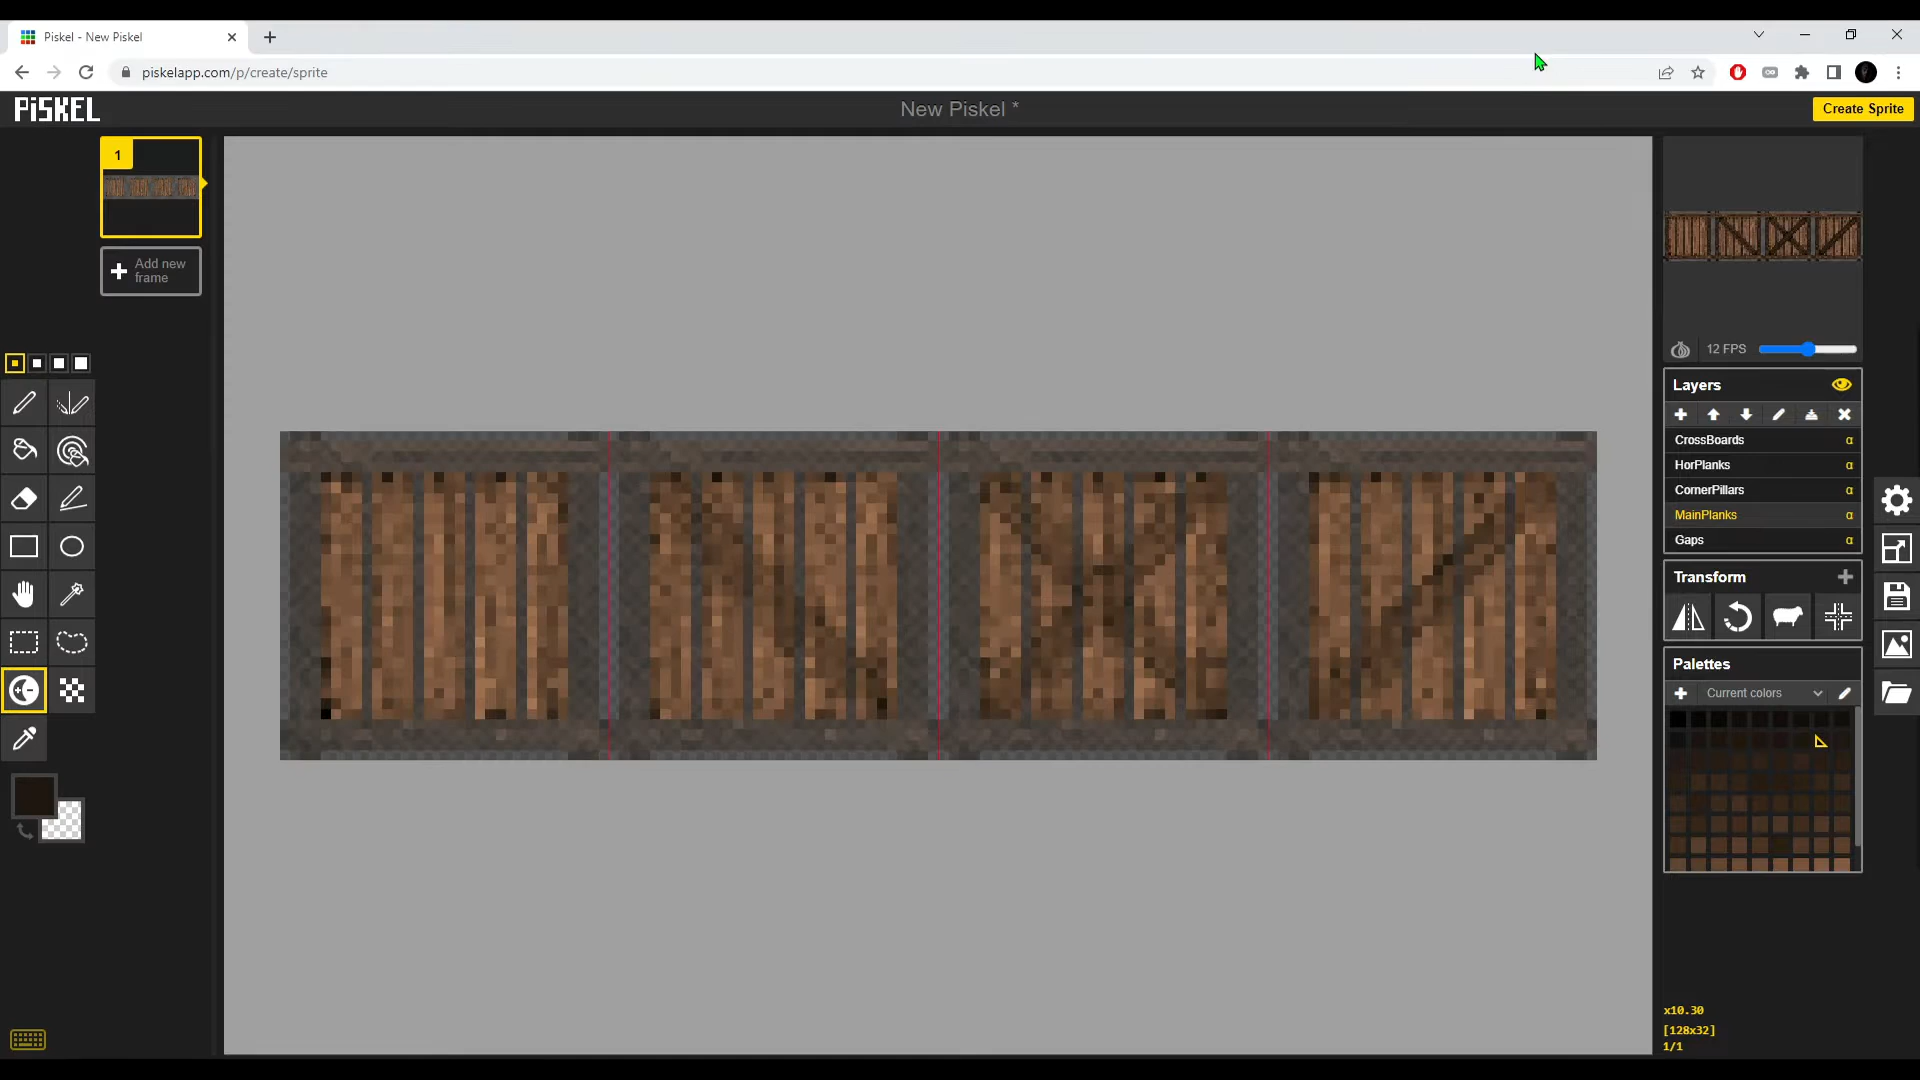 Piskel - New Piskel
piskelapp.com/p/create/sprite
PiSKEL
New Piskel *
Create Sprite
1
Add new
frame
12 FPS
Layers
CrossBoards α
HorPlanks α
CornerPillars α
MainPlanks α
Gaps α
Transform
Palettes
Current colors
x10.30
[128x32]
1/1